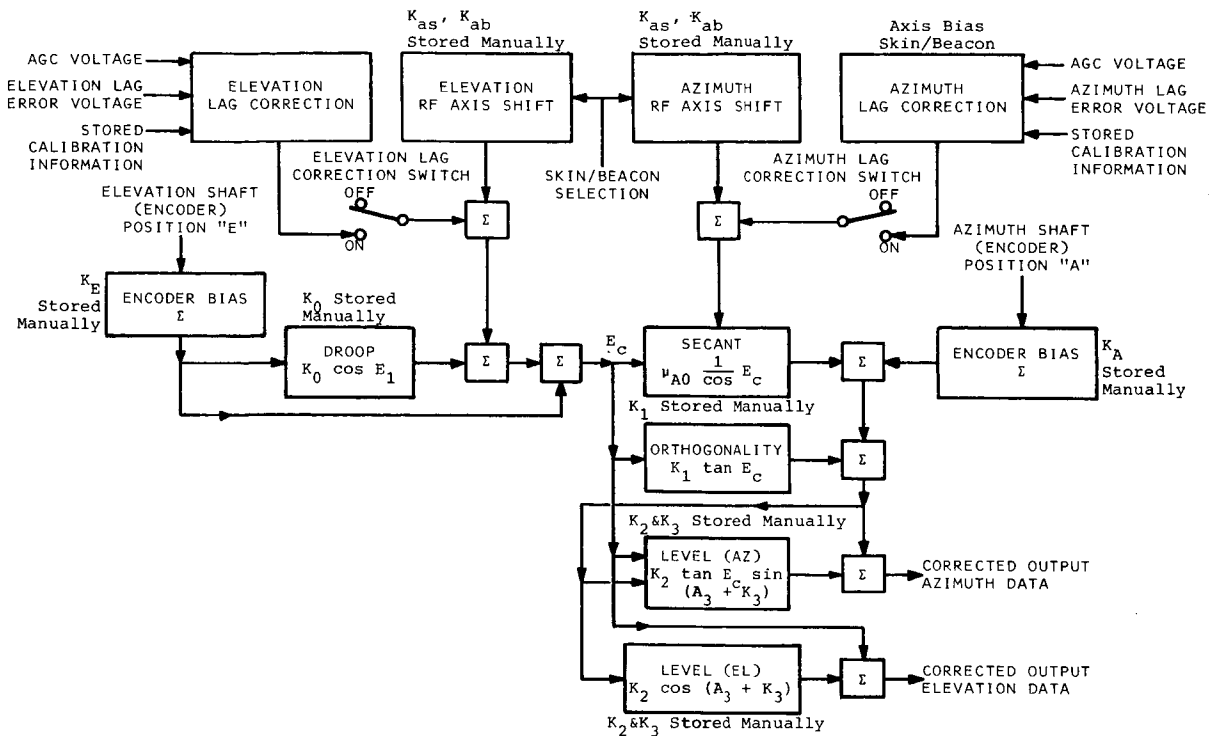 K_as, K_ab
Stored Manually
K_as, K_ab
Stored Manually
Axis Bias
Skin/Beacon
AGC VOLTAGE
ELEVATION LAG
ERROR VOLTAGE
STORED
CALIBRATION
INFORMATION
ELEVATION
LAG CORRECTION
ELEVATION
RF AXIS SHIFT
AZIMUTH
RF AXIS SHIFT
AZIMUTH
LAG CORRECTION
AGC VOLTAGE
AZIMUTH LAG
ERROR VOLTAGE
STORED
CALIBRATION
INFORMATION
ELEVATION LAG
CORRECTION SWITCH
OFF
ON
SKIN/BEACON
SELECTION
AZIMUTH LAG
CORRECTION SWITCH
OFF
ON
Σ
Σ
ELEVATION SHAFT
(ENCODER)
POSITION "E"
AZIMUTH SHAFT
(ENCODER)
POSITION "A"
K_E
Stored
Manually
ENCODER BIAS
Σ
K_0 Stored
Manually
DROOP
K_0 cos E_1
Σ
Σ
E_c
SECANT
μ_A0 1/cos E_c
K_1 Stored Manually
Σ
ENCODER BIAS
Σ
K_A
Stored
Manually
ORTHOGONALITY
K_1 tan E_c
Σ
K_2 &K_3 Stored Manually
LEVEL (AZ)
K_2 tan E_c sin
(A_3 + K_3)
Σ
CORRECTED OUTPUT
AZIMUTH DATA
LEVEL (EL)
K_2 cos (A_3 + K_3)
Σ
CORRECTED OUTPUT
ELEVATION DATA
K_2 &K_3 Stored Manually